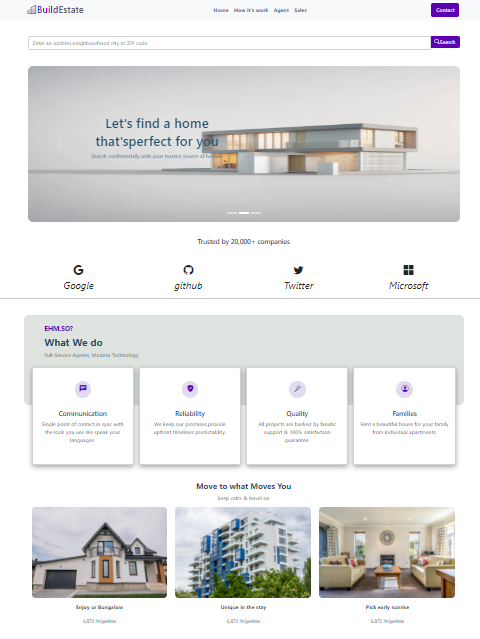 BuildEstate
Home How it's work Agent Sales
Contact
Enter an address,neighbourhood city or ZIP code
Search
Let's find a home
that'sperfect for you
Search confidentially with your trusted source of homes
Trusted by 20,000+ companies
Google
github
Twitter
Microsoft
EHM.SO?
What We do
Full-Service Agents, Modern Technology
Communication
Single point of contact,in sync with
the look you use We speak your
languages
Reliability
We keep our promises,provide
upfront timelines predictability
Quality
All projects are backed by fanatic
support & 100% satisfaction
guarantee
Families
Rent a beautiful house for your family
from individual apartments
Move to what Moves You
Keep calm & travel on
Enjoy ur Bungalow
6,872 Properties
Unique in the stay
6,872 Properties
Pick early sunrise
6,872 Properties